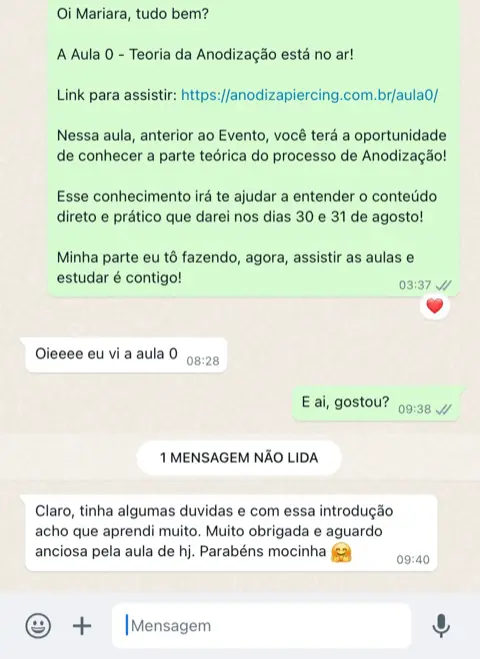 Oi Mariara, tudo bem?
A Aula 0 - Teoria da Anodização está no ar!
Link para assistir: https://anodizapiercing.com.br/aula0/
Nessa aula, anterior ao Evento, você terá a oportunidade
de conhecer a parte teórica do processo de Anodização!
Esse conhecimento irá te ajudar a entender o conteúdo
direto e prático que darei nos dias 30 e 31 de agosto!
Minha parte eu tô fazendo, agora, assistir as aulas e
estudar é contigo!
03:37
Oieeee eu vi a aula 0 08:28
E ai, gostou? 09:38
1 MENSAGEM NÃO LIDA
Claro, tinha algumas duvidas e com essa introdução
acho que aprendi muito. Muito obrigada e aguardo
anciosa pela aula de hj. Parabéns mocinha 🤗
09:40
Mensagem